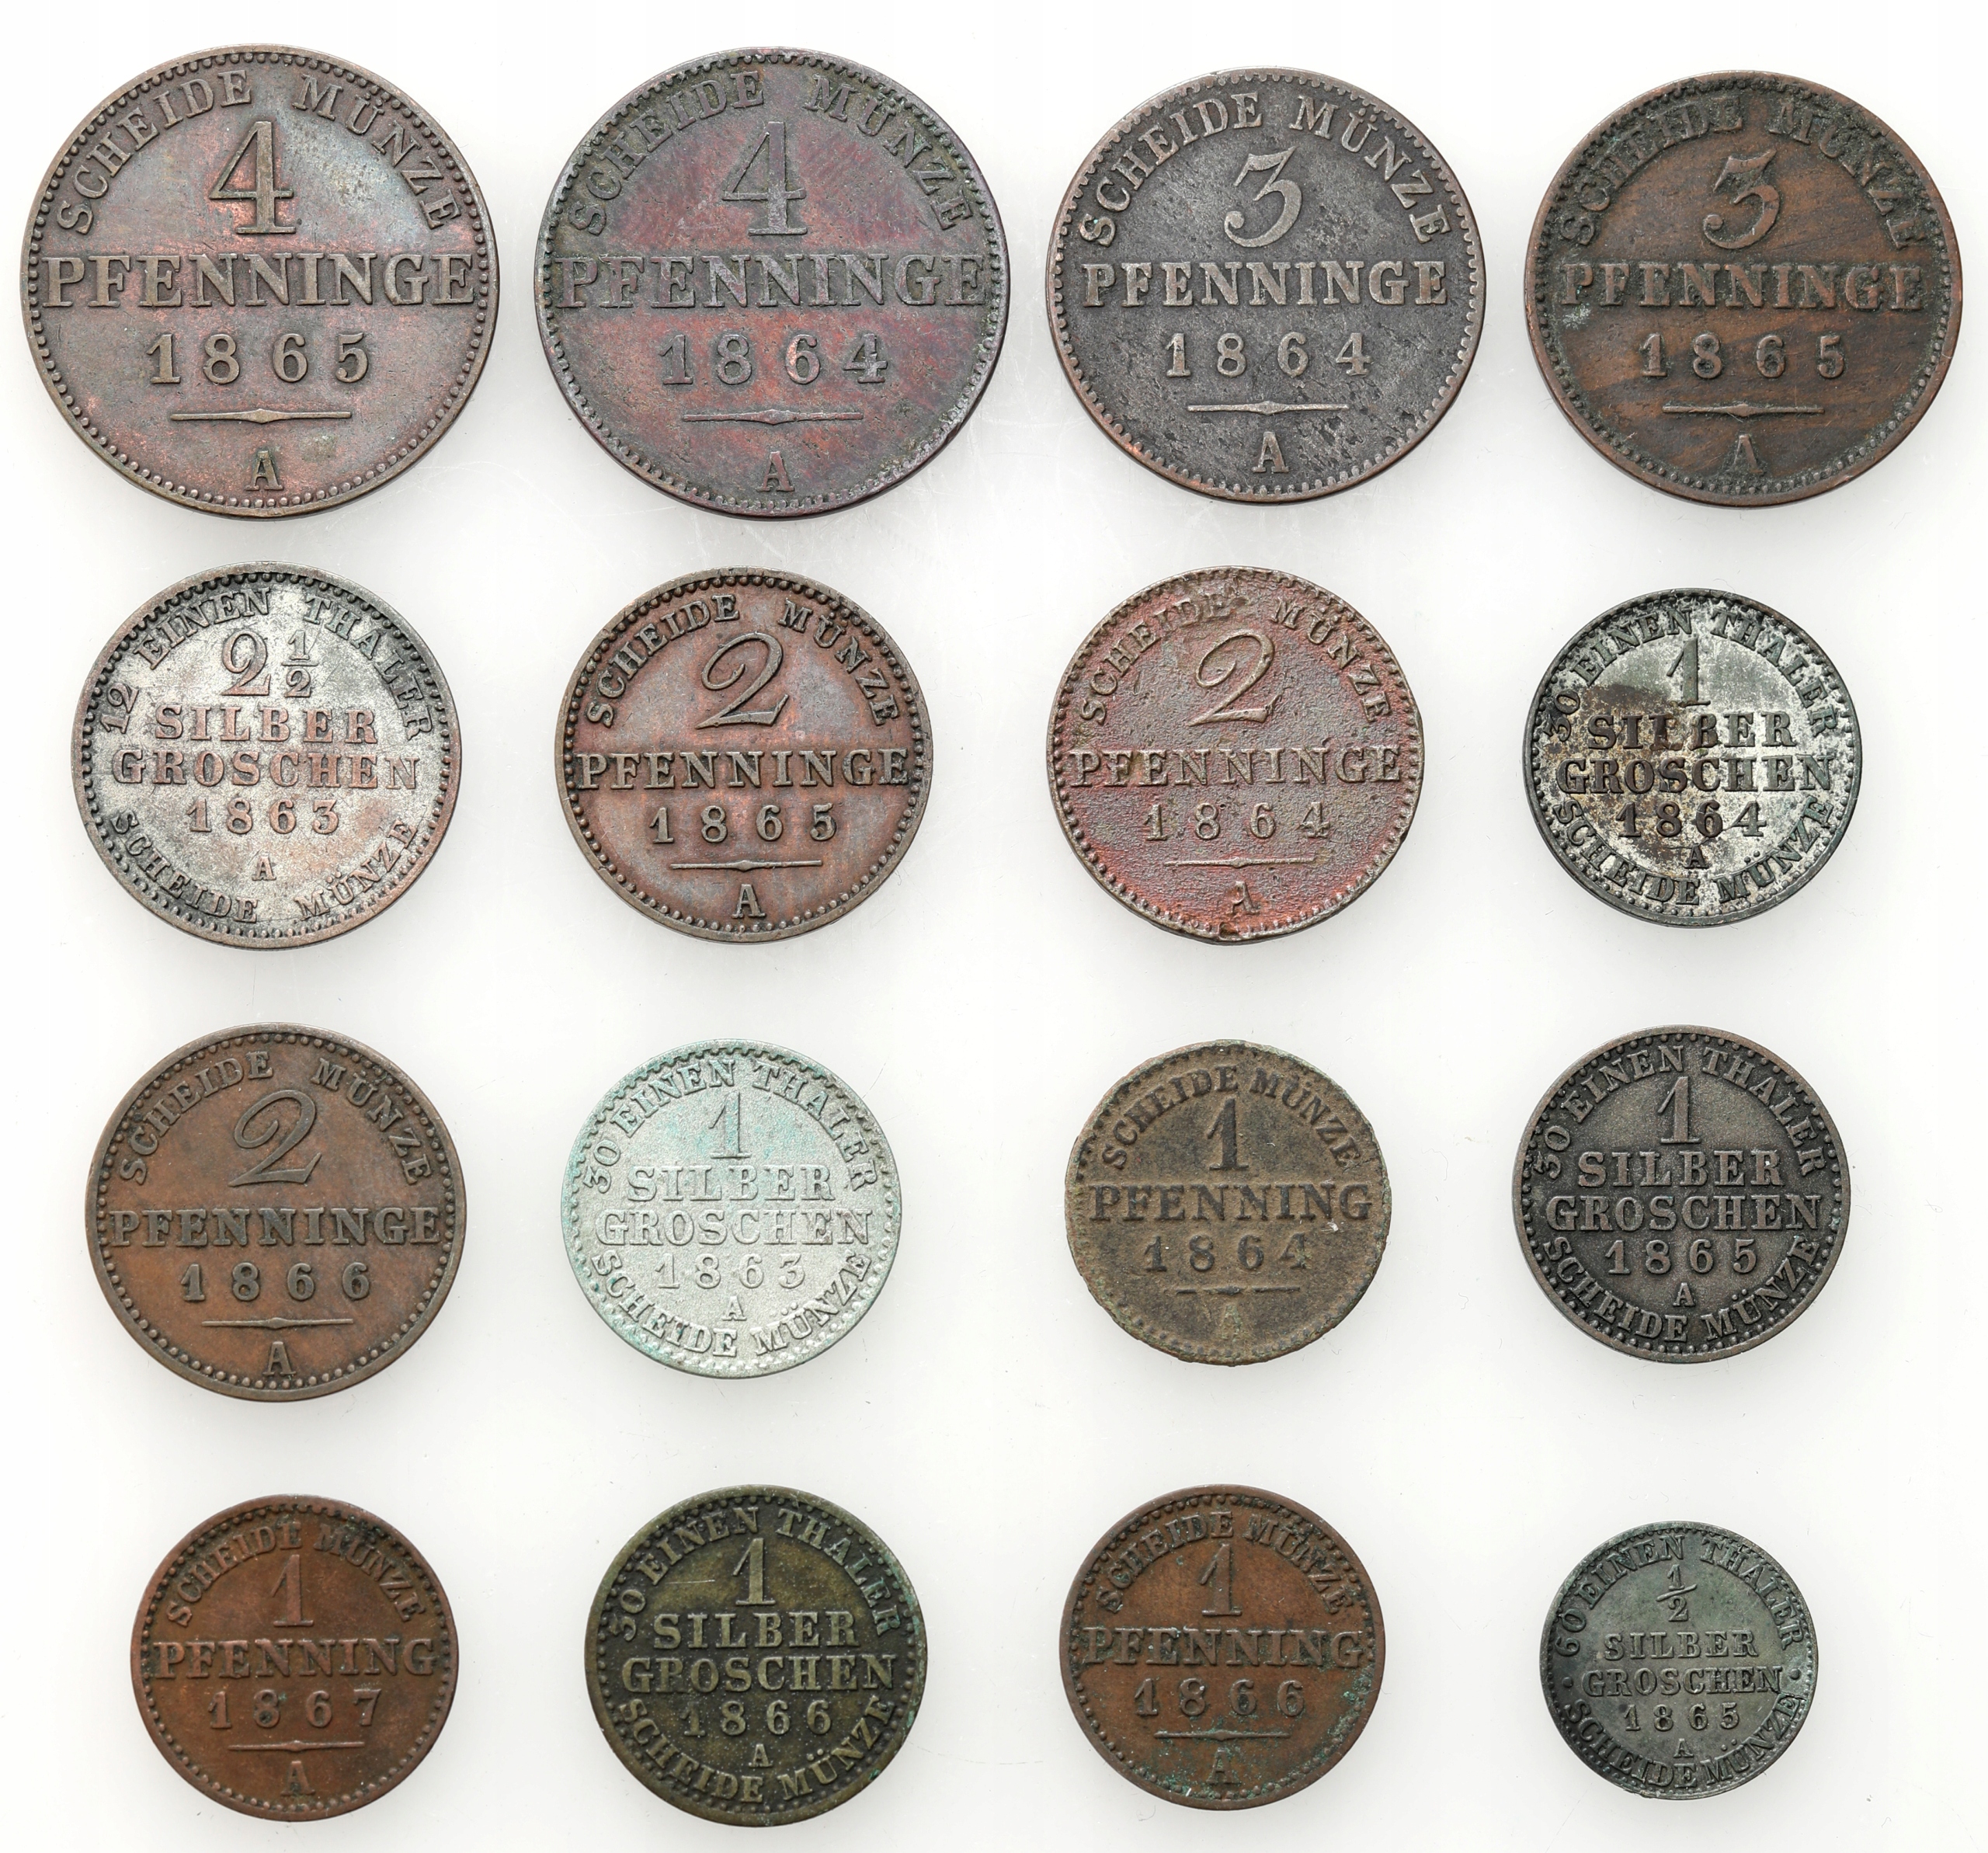 SCHEIDE MÜNZE
4
PFENNINGE
1865
A
SCHEIDE MÜNZE
4
PFENNINGE
1864
A
SCHEIDE MÜNZE
3
PFENNINGE
1864
A
SCHEIDE MÜNZE
3
PFENNINGE
1865
A
12 EINEN THALER
2 1/2
SILBER
GROSCHEN
1863
A
SCHEIDE MÜNZE
SCHEIDE MÜNZE
2
PFENNINGE
1865
A
SCHEIDE MÜNZE
2
PFENNINGE
1864
A
30 EINEN THALER
1
SILBER
GROSCHEN
1864
A
SCHEIDE MÜNZE
SCHEIDE MÜNZE
2
PFENNINGE
1866
A
30 EINEN THALER
1
SILBER
GROSCHEN
1863
A
SCHEIDE MÜNZE
SCHEIDE MÜNZE
1
PFENNING
1864
A
30 EINEN THALER
1
SILBER
GROSCHEN
1865
A
SCHEIDE MÜNZE
SCHEIDE MÜNZE
1
PFENNING
1867
A
30 EINEN THALER
1
SILBER
GROSCHEN
1866
A
SCHEIDE MÜNZE
SCHEIDE MÜNZE
1
PFENNING
1866
A
60 EINEN THALER
1/2
SILBER
GROSCHEN
1865
A
SCHEIDE MÜNZE